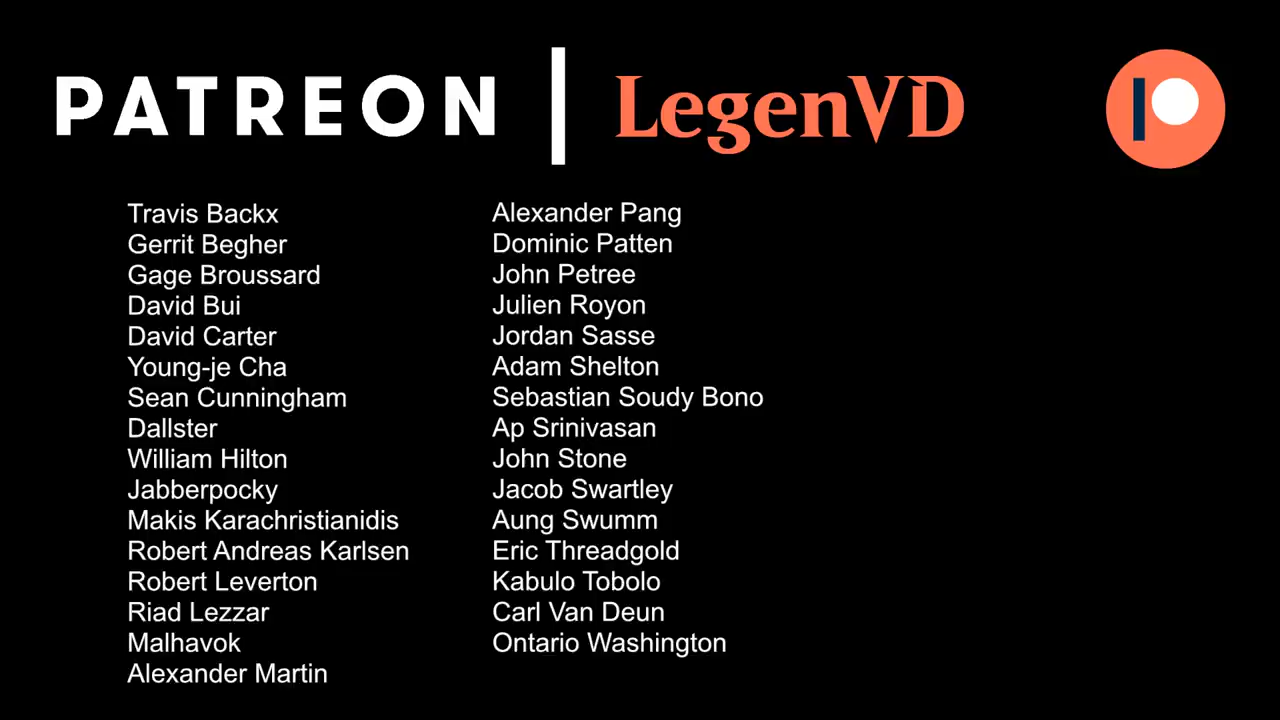 PATREON | LegenVD
Travis Backx
Gerrit Begher
Gage Broussard
David Bui
David Carter
Young-je Cha
Sean Cunningham
Dallster
William Hilton
Jabberpocky
Makis Karachristianidis
Robert Andreas Karlsen
Robert Leverton
Riad Lezzar
Malhavok
Alexander Martin
Alexander Pang
Dominic Patten
John Petree
Julien Royon
Jordan Sasse
Adam Shelton
Sebastian Soudy Bono
Ap Srinivasan
John Stone
Jacob Swartley
Aung Swumm
Eric Threadgold
Kabulo Tobolo
Carl Van Deun
Ontario Washington